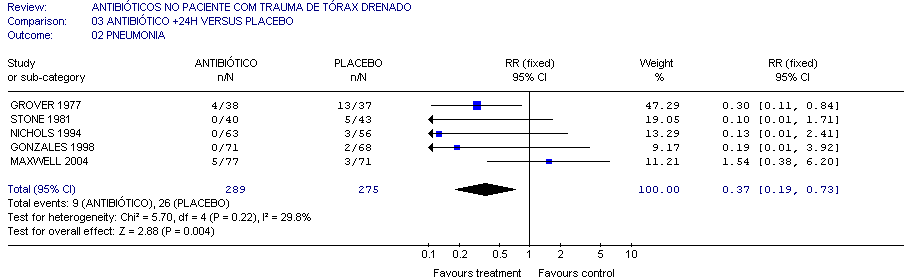 Review: ANTIBIÓTICOS NO PACIENTE COM TRAUMA DE TÓRAX DRENADO
Comparison: 03 ANTIBIÓTICO +24H VERSUS PLACEBO
Outcome: 02 PNEUMONIA
Study ANTIBIÓTICO PLACEBO RR (fixed) Weight RR (fixed)
or sub-category n/N n/N 95% CI % 95% CI
GROVER 1977 4/38 13/37 47.29 0.30 [0.11, 0.84]
STONE 1981 0/40 5/43 19.05 0.10 [0.01, 1.71]
NICHOLS 1994 0/63 3/56 13.29 0.13 [0.01, 2.41]
GONZALES 1998 0/71 2/68 9.17 0.19 [0.01, 3.92]
MAXWELL 2004 5/77 3/71 11.21 1.54 [0.38, 6.20]
Total (95% CI) 289 275 100.00 0.37 [0.19, 0.73]
Total events: 9 (ANTIBIÓTICO), 26 (PLACEBO)
Test for heterogeneity: Chi² = 5.70, df = 4 (P = 0.22), I² = 29.8%
Test for overall effect: Z = 2.88 (P = 0.004)
0.1 0.2 0.5 1 2 5 10
Favours treatment Favours control